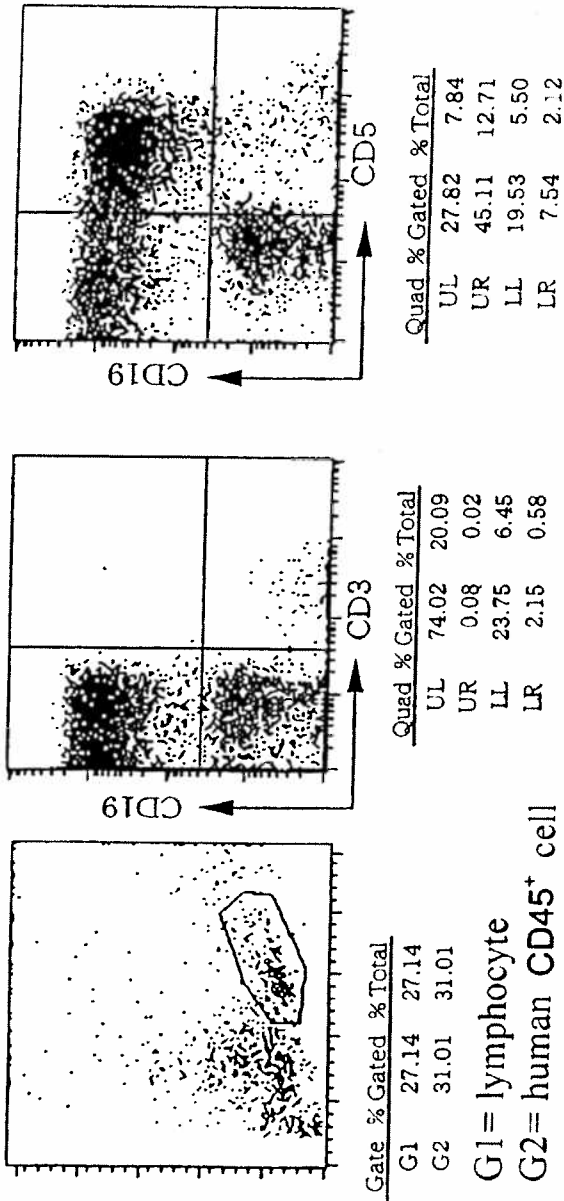 Gate % Gated % Total
G1 27.14 27.14
G2 31.01 31.01
G1= lymphocyte
G2= human CD45⁺ cell
CD19
CD3
Quad % Gated % Total
UL 74.02 20.09
UR 0.08 0.02
LL 23.75 6.45
LR 2.15 0.58
CD19
CD5
Quad % Gated % Total
UL 27.82 7.84
UR 45.11 12.71
LL 19.53 5.50
LR 7.54 2.12